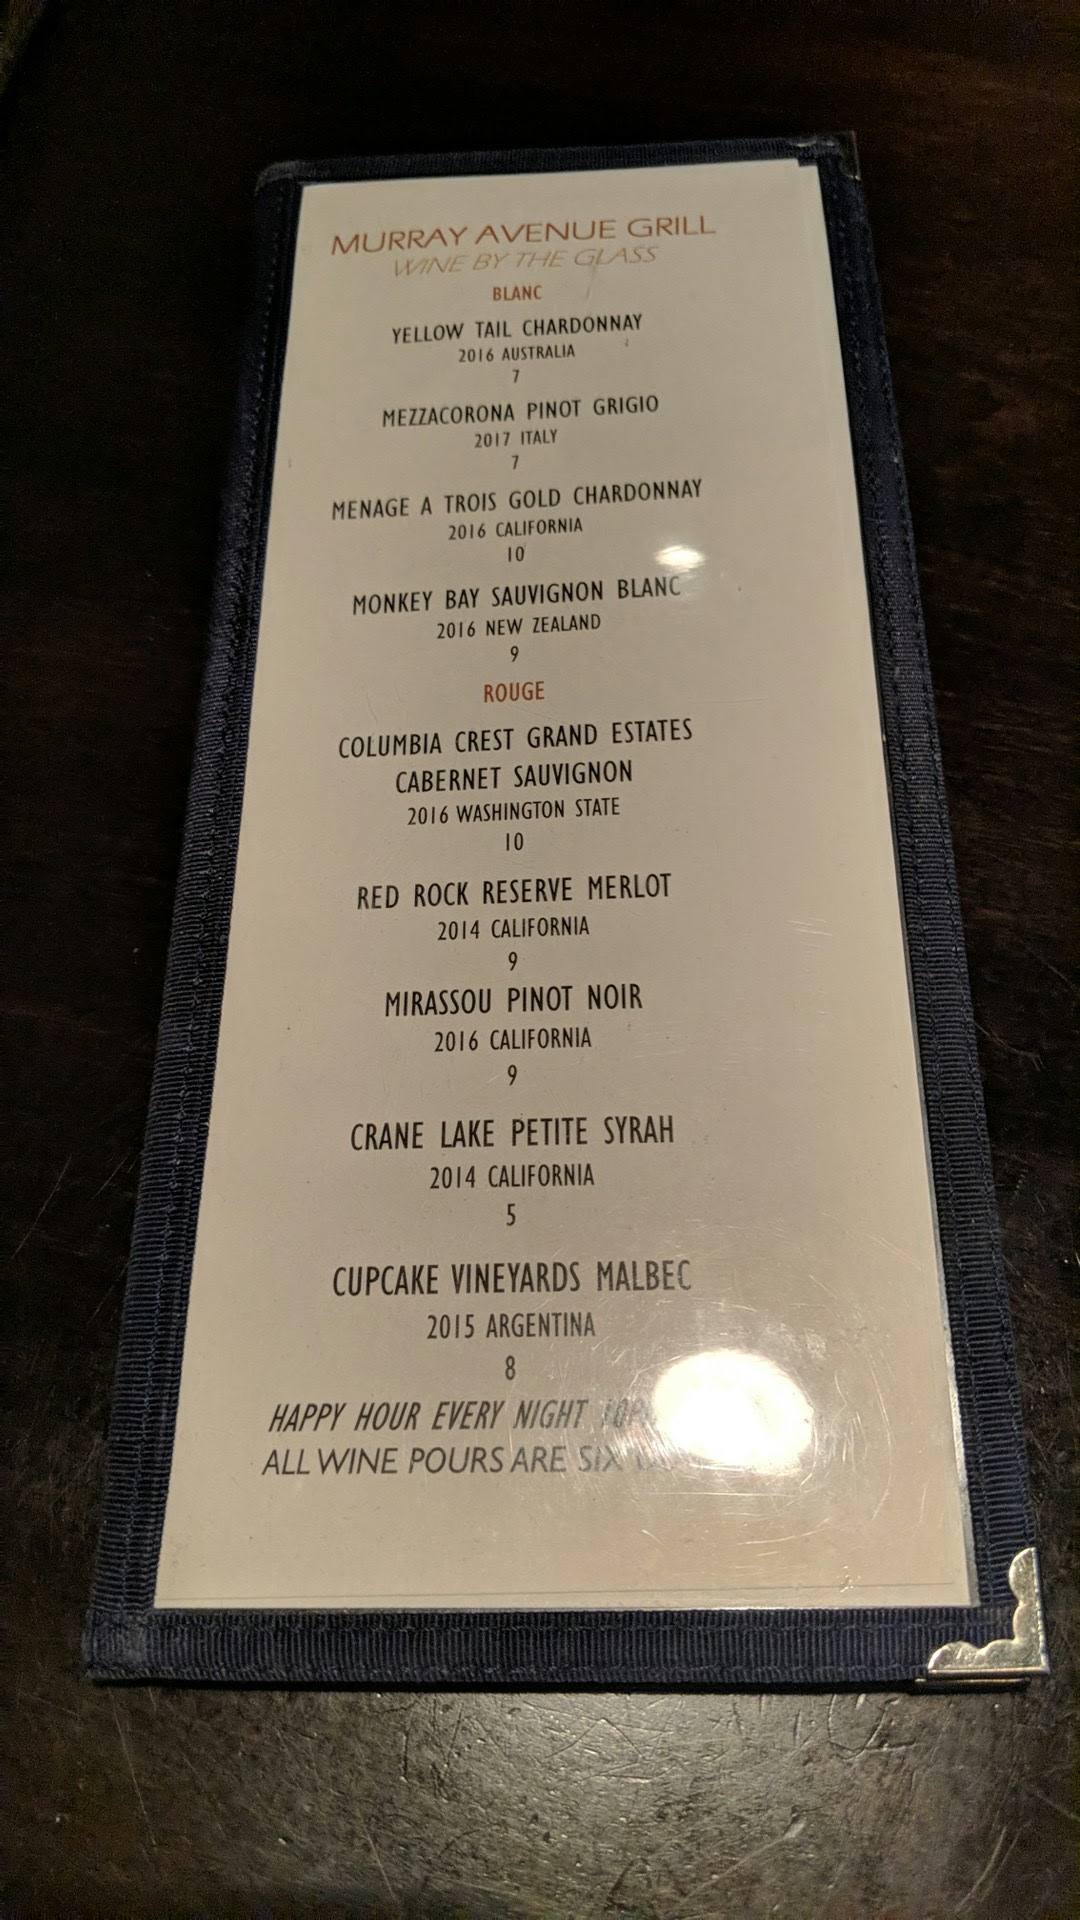 MURRAY AVENUE GRILL
WINE BY THE GLASS
BLANC
YELLOW TAIL CHARDONNAY
2016 AUSTRALIA
7
MEZZACORONA PINOT GRIGIO
2017 ITALY
7
MENAGE A TROIS GOLD CHARDONNAY
2016 CALIFORNIA
10
MONKEY BAY SAUVIGNON BLANC
2016 NEW ZEALAND
9
ROUGE
COLUMBIA CREST GRAND ESTATES
CABERNET SAUVIGNON
2016 WASHINGTON STATE
10
RED ROCK RESERVE MERLOT
2014 CALIFORNIA
9
MIRASSOU PINOT NOIR
2016 CALIFORNIA
9
CRANE LAKE PETITE SYRAH
2014 CALIFORNIA
5
CUPCAKE VINEYARDS MALBEC
2015 ARGENTINA
8
HAPPY HOUR EVERY NIGHT
ALL WINE POURS ARE SIX